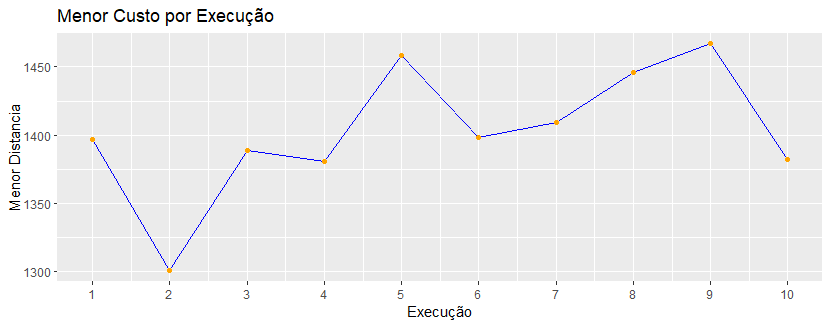 Menor Custo por Execução
Menor Distancia
1450
1400
1350
1300
1 2 3 4 5 6 7 8 9 10
Execução